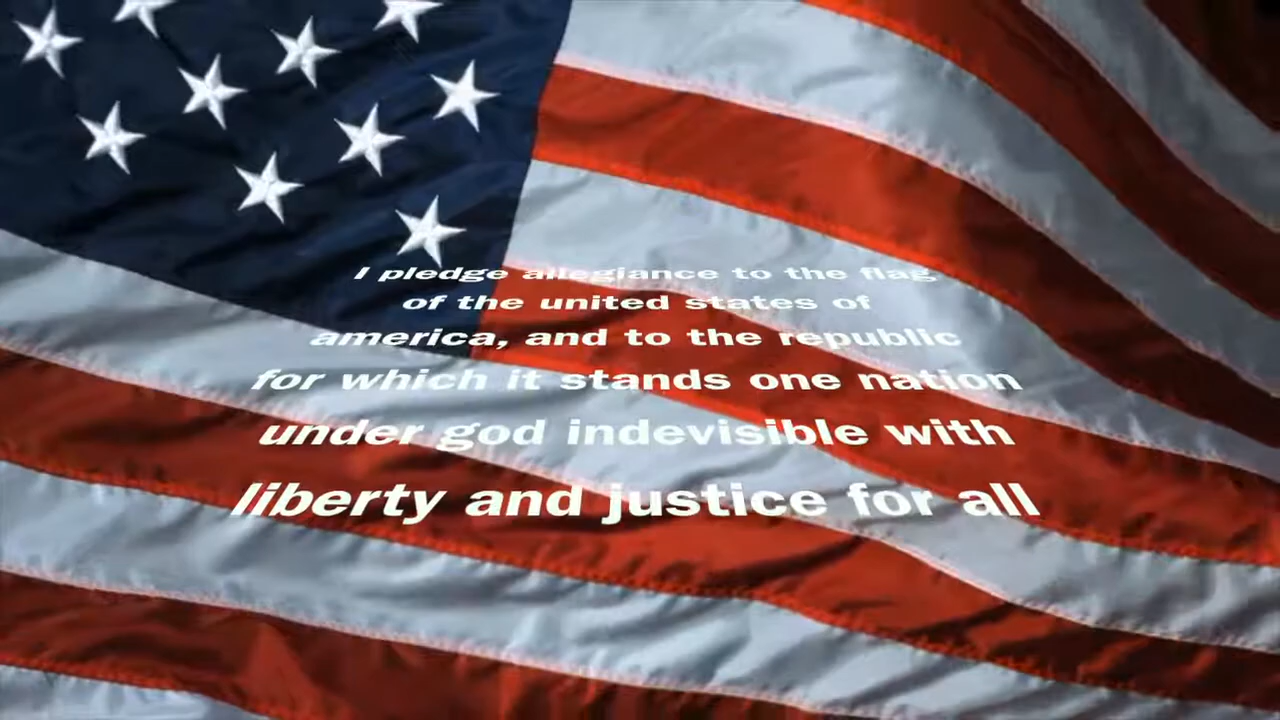 I pledge allegiance to the flag
of the united states of
america, and to the republic
for which it stands one nation
under god indevisible with
liberty and justice for all